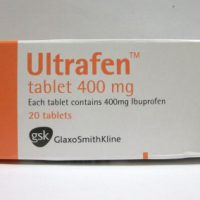 Ultrafen™
tablet 400 mg
Each tablet contains 400mg Ibuprofen
20 tablets
gsk GlaxoSmithKline